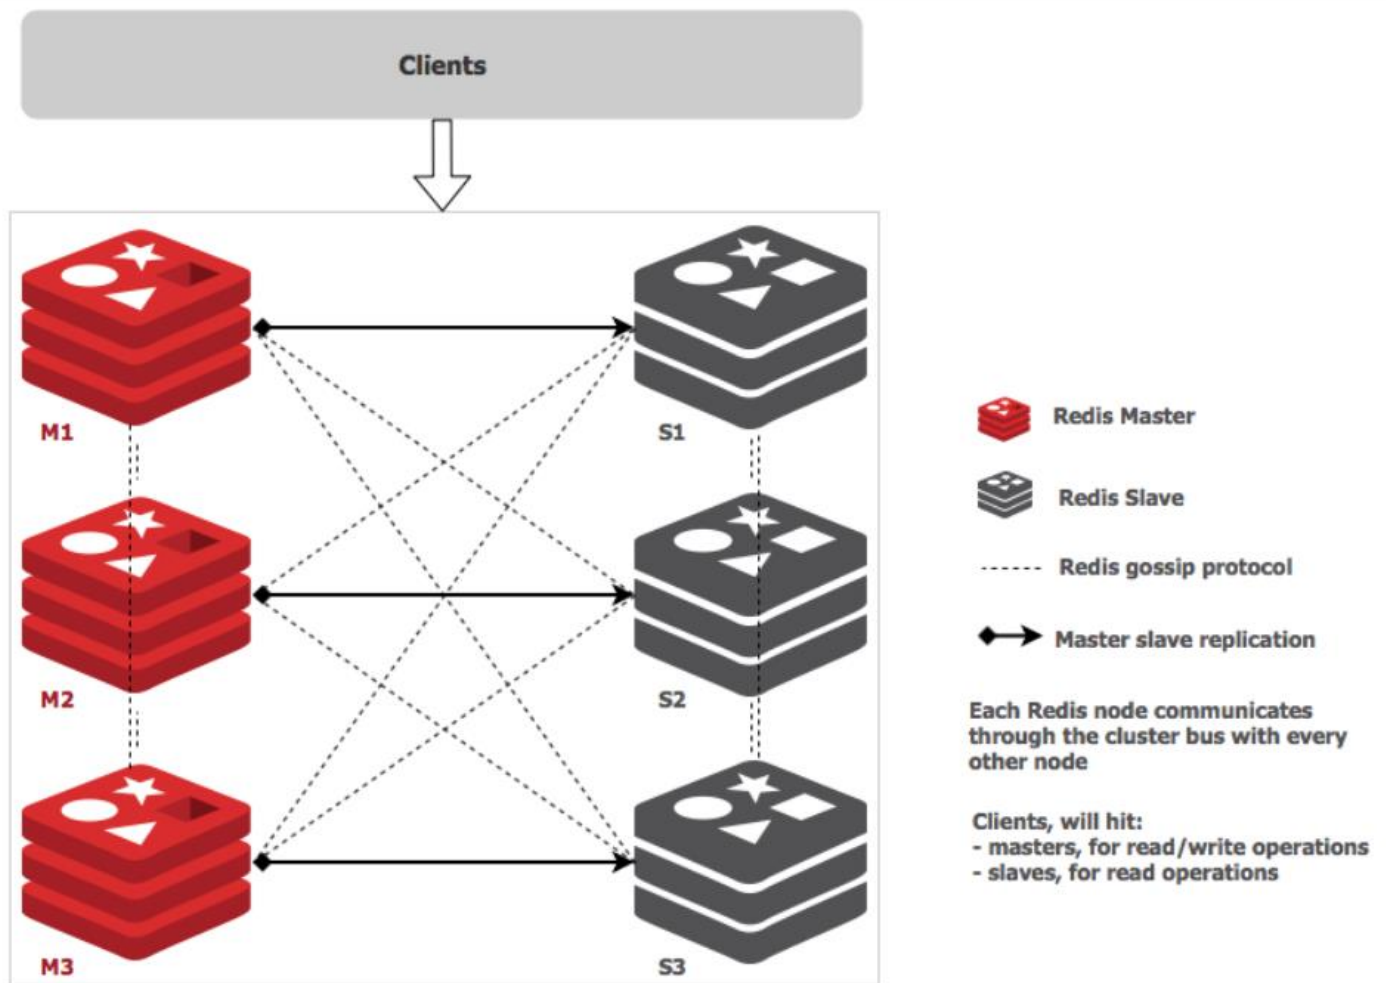 Clients
M1
S1
M2
S2
M3
S3
Redis Master
Redis Slave
Redis gossip protocol
Master slave replication
Each Redis node communicates
through the cluster bus with every
other node
Clients, will hit:
- masters, for read/write operations
- slaves, for read operations